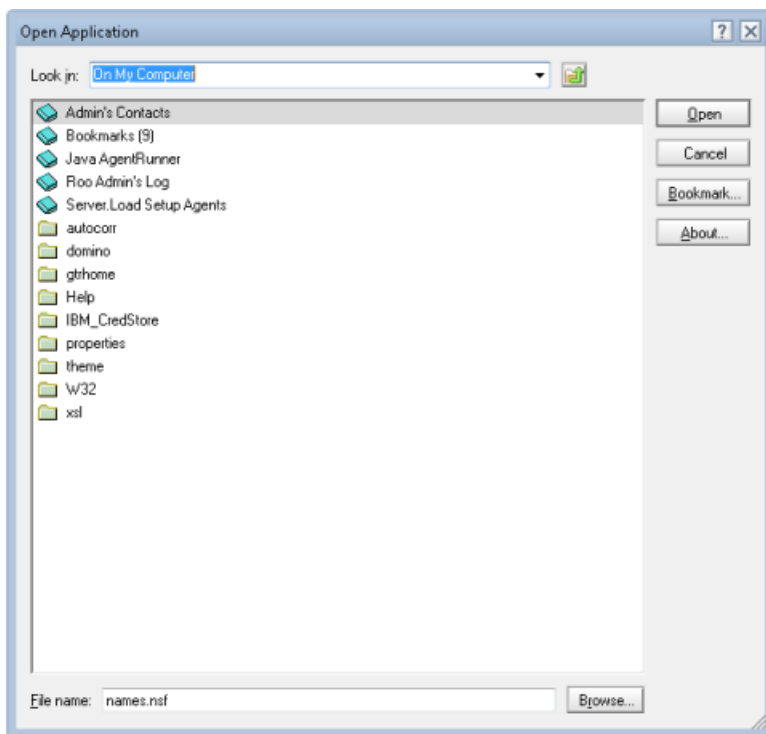 Open Application
Look in: On My Computer
Admin's Contacts
Bookmarks (9)
Java AgentRunner
Roo Admin's Log
Server.Load Setup Agents
autocorr
domino
gtrhome
Help
IBM_CredStore
properties
theme
W32
xsl
Open
Cancel
Bookmark...
About...
File name: names.nsf
Browse...